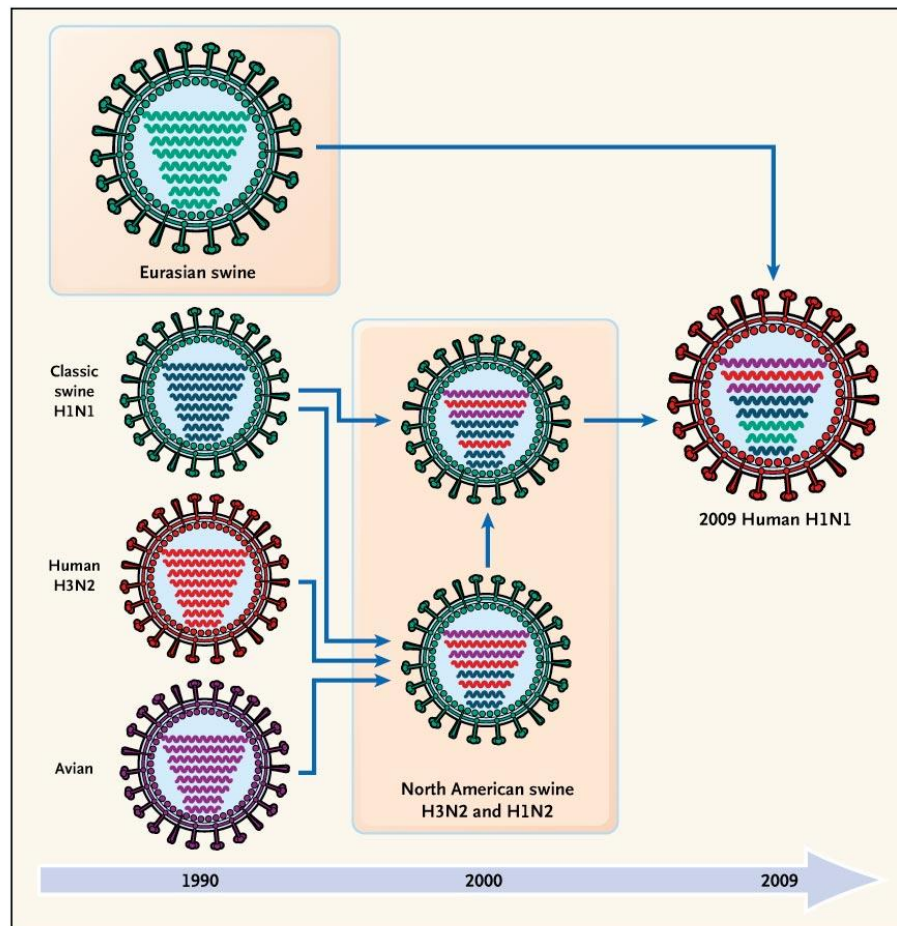 Eurasian swine
Classic
swine
H1N1
Human
H3N2
Avian
North American swine
H3N2 and H1N2
2009 Human H1N1
1990
2000
2009